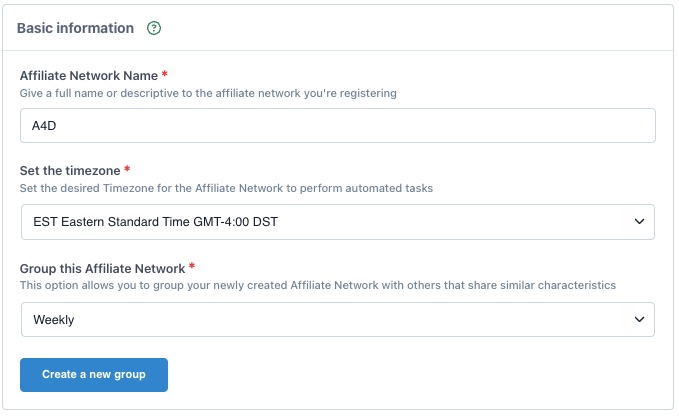 Basic information ?
Affiliate Network Name *
Give a full name or descriptive to the affiliate network you're registering
A4D
Set the timezone *
Set the desired Timezone for the Affiliate Network to perform automated tasks
EST Eastern Standard Time GMT-4:00 DST
Group this Affiliate Network *
This option allows you to group your newly created Affiliate Network with others that share similar characteristics
Weekly
Create a new group